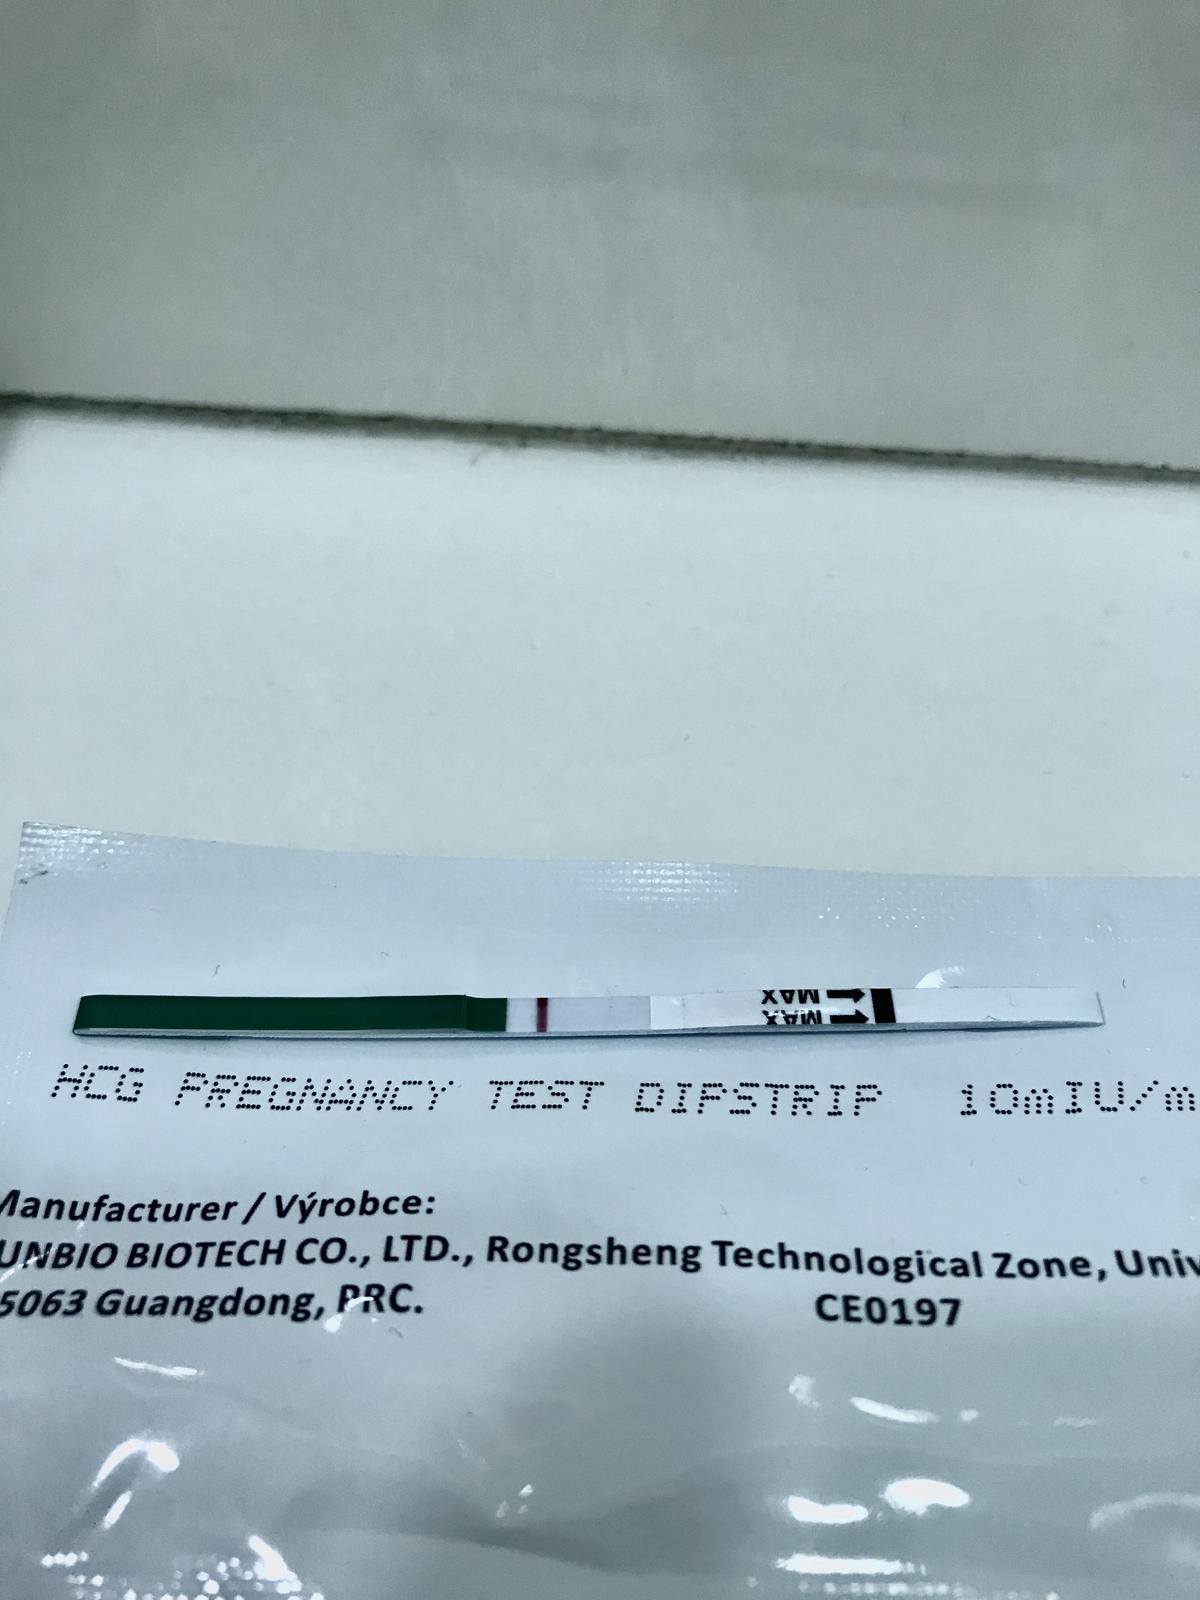 MAX
MAX
HCG PREGNANCY TEST DIPSTRIP 10mIU/m
Manufacturer / Výrobce:
UNBIO BIOTECH CO., LTD., Rongsheng Technological Zone, Univ
5063 Guangdong, PRC. CE0197